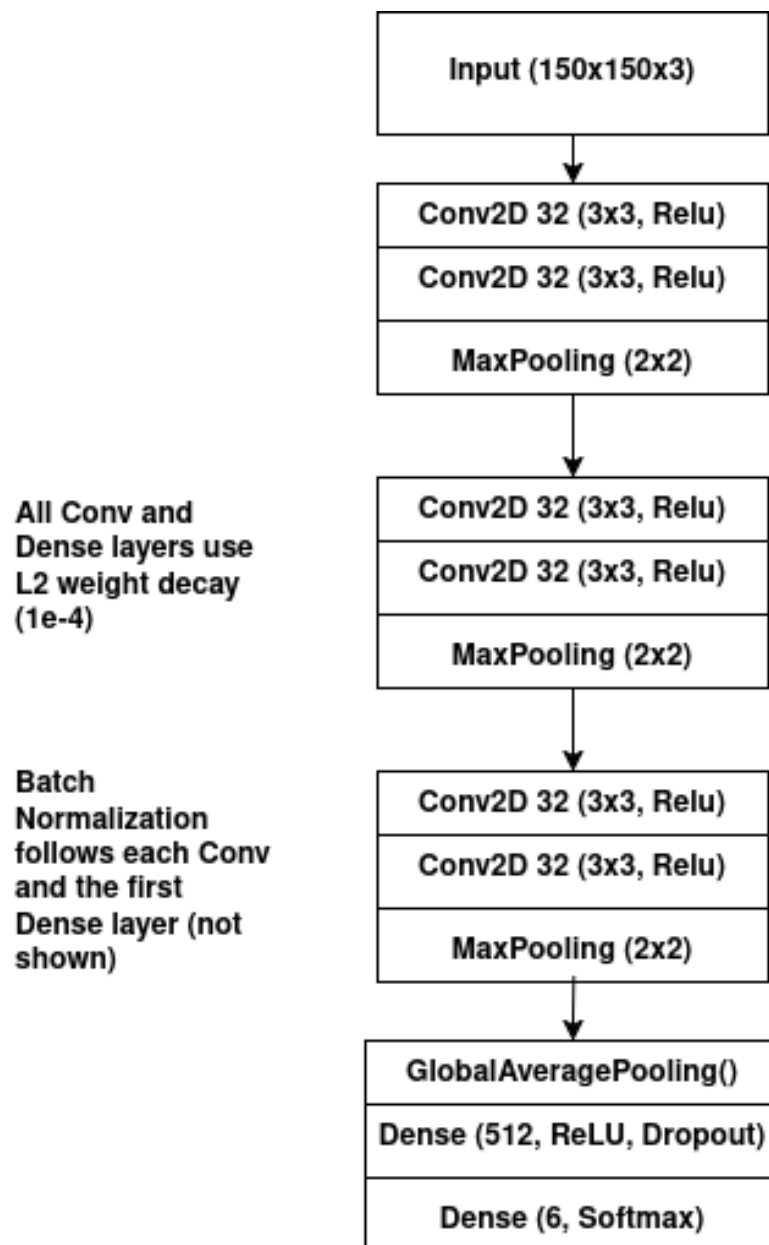 Input (150x150x3)
Conv2D 32 (3x3, Relu)
Conv2D 32 (3x3, Relu)
MaxPooling (2x2)
All Conv and
Dense layers use
L2 weight decay
(1e-4)
Conv2D 32 (3x3, Relu)
Conv2D 32 (3x3, Relu)
MaxPooling (2x2)
Batch
Normalization
follows each Conv
and the first
Dense layer (not
shown)
Conv2D 32 (3x3, Relu)
Conv2D 32 (3x3, Relu)
MaxPooling (2x2)
GlobalAveragePooling()
Dense (512, ReLU, Dropout)
Dense (6, Softmax)